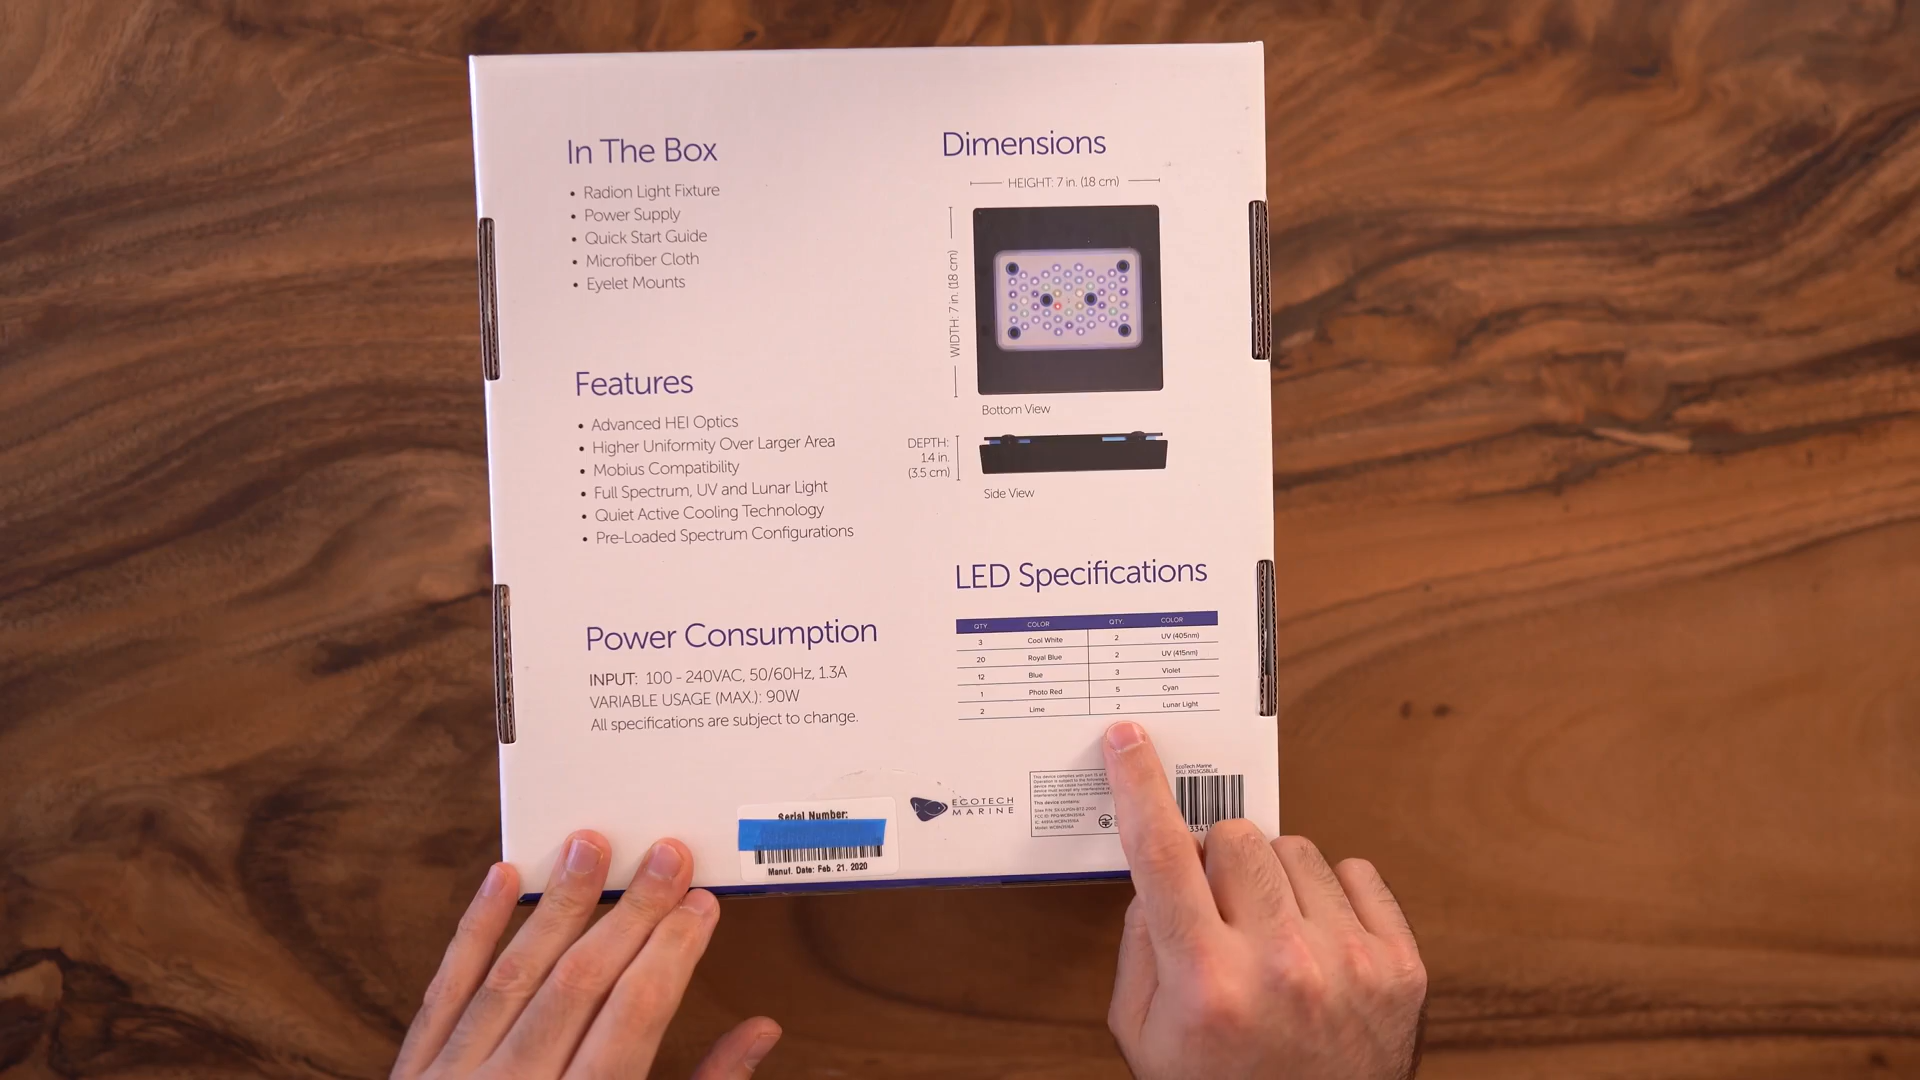 In The Box
• Radion Light Fixture
• Power Supply
• Quick Start Guide
• Microfiber Cloth
• Eyelet Mounts
Features
• Advanced HEI Optics
• Higher Uniformity Over Larger Area
• Mobius Compatibility
• Full Spectrum, UV and Lunar Light
• Quiet Active Cooling Technology
• Pre-Loaded Spectrum Configurations
Power Consumption
INPUT: 100 - 240VAC, 50/60Hz, 1.3A
VARIABLE USAGE (MAX.): 90W
All specifications are subject to change.
Dimensions
HEIGHT: 7 in. (18 cm)
WIDTH: 7 in. (18 cm)
Bottom View
DEPTH:
1.4 in.
(3.5 cm)
Side View
LED Specifications
QTY COLOR QTY. COLOR
3 Cool White 2 UV (405nm)
20 Royal Blue 2 UV (415nm)
12 Blue 3 Violet
1 Photo Red 5 Cyan
2 Lime 2 Lunar Light
Serial Number:
Manuf. Date: Feb. 21, 2020
ECOTECH
MARINE
This device contains:
EcoTech Marine